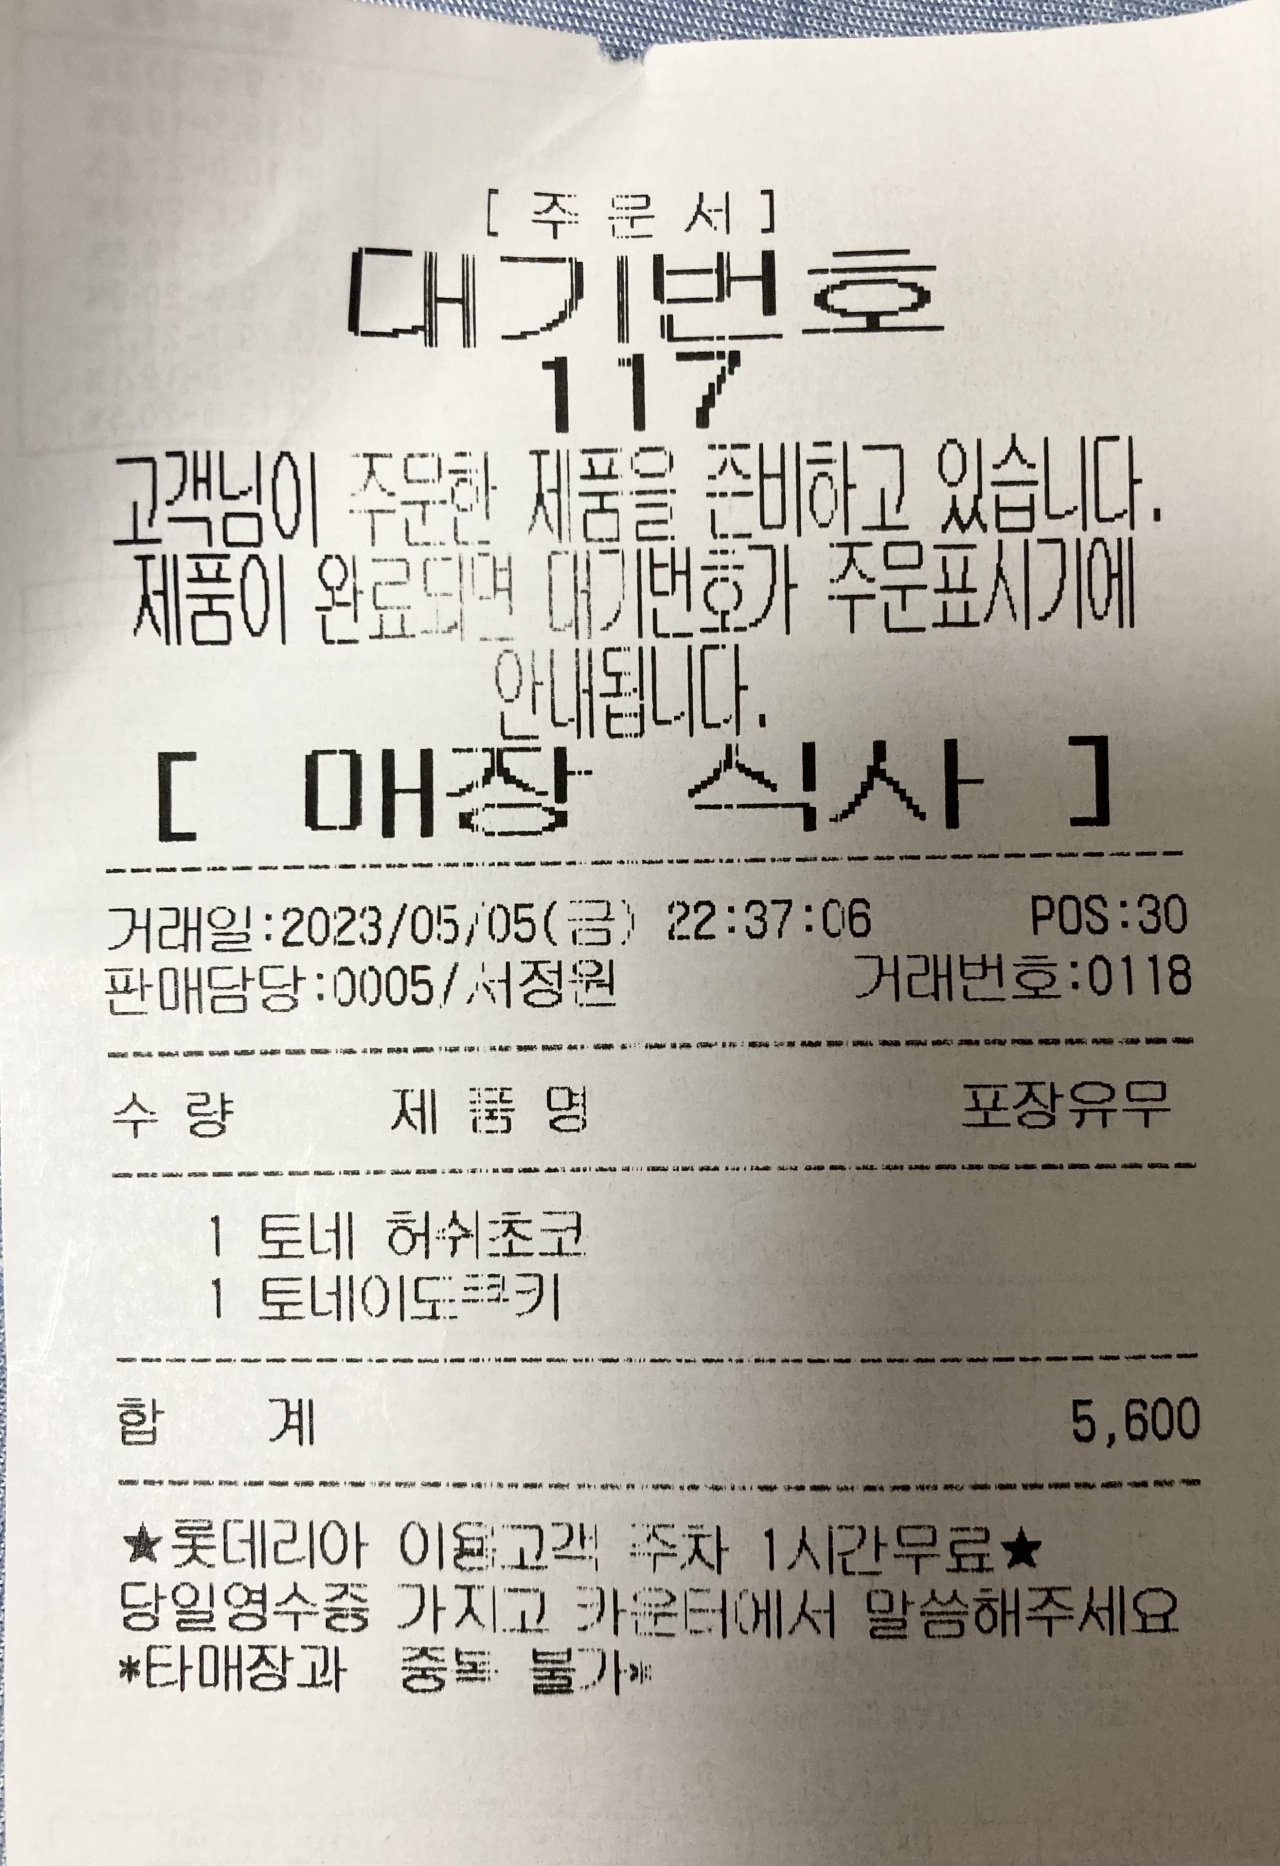 [ 주 문 서 ]
대기번호
117
고객님이 주문한 제품을 준비하고 있습니다.
제품이 완료되면 대기번호가 주문표시기에
안내됩니다.
[ 매장 식사 ]
거래일:2023/05/05(금) 22:37:06 POS:30
판매담당:0005/서정원 거래번호:0118
수 량 제 품 명 포장유무
1 토네 허쉬초코
1 토네이도쿠키
합 계 5,600
★롯데리아 이용고객 주차 1시간무료★
당일영수증 가지고 카운터에서 말씀해주세요
*타매장과 중복 불가*